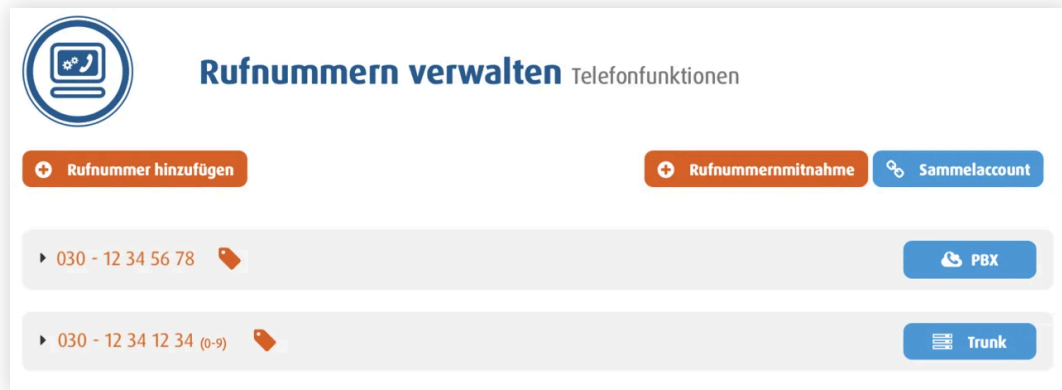 Rufnummern verwalten Telefonfunktionen
Rufnummer hinzufügen Rufnummernmitnahme Sammelaccount
030 - 12 34 56 78 PBX
030 - 12 34 12 34 (0-9) Trunk